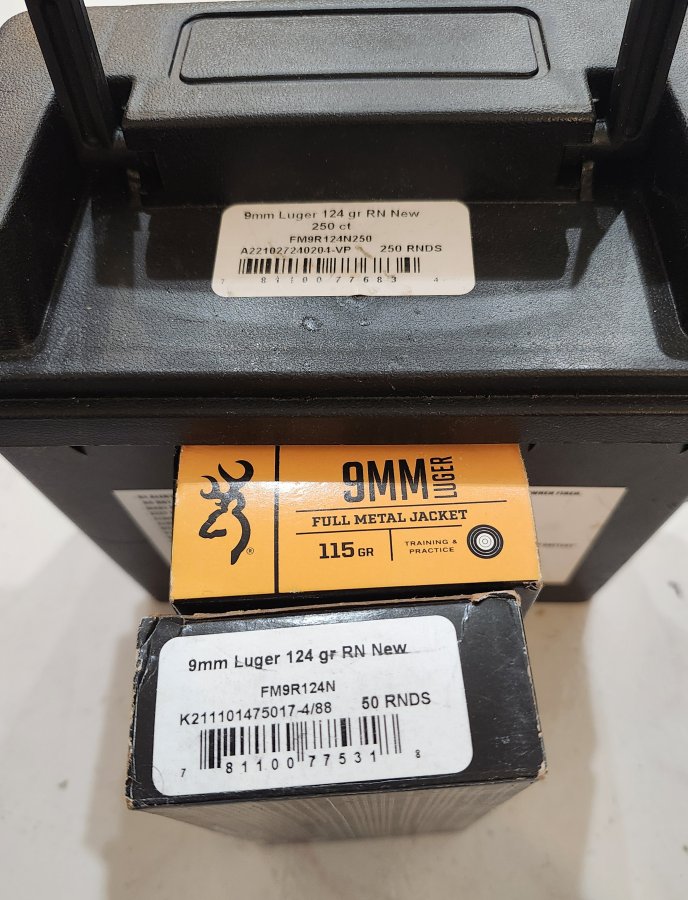 9mm Luger 124 gr RN New
250 ct
FM9R124N250
A221027240204-VP 250 RNDS
7 81100 77683 4
9MM LUGER
FULL METAL JACKET
115 GR TRAINING &
PRACTICE
®
9mm Luger 124 gr RN New
FM9R124N
K211101475017-4/88 50 RNDS
7 81100 77531 8